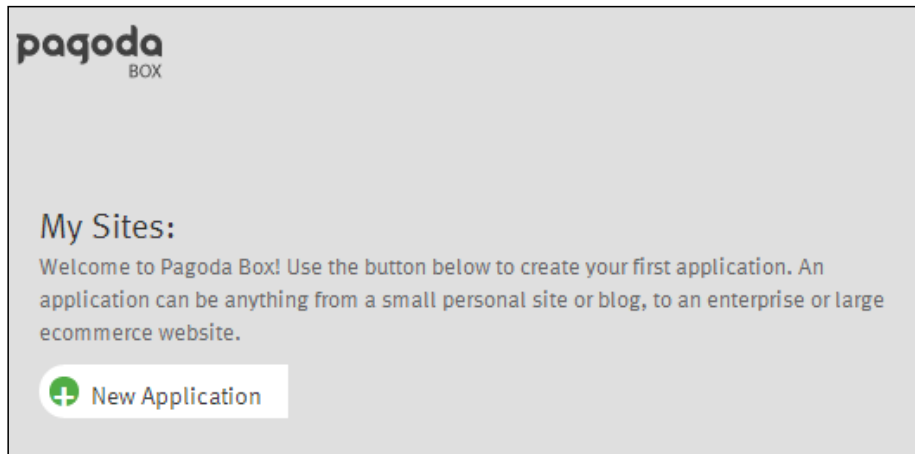 pagoda
BOX
My Sites:
Welcome to Pagoda Box! Use the button below to create your first application. An
application can be anything from a small personal site or blog, to an enterprise or large
ecommerce website.
New Application